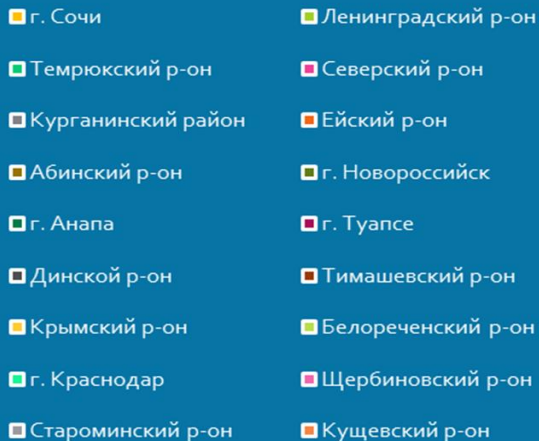 г. Сочи
Ленинградский р-он
Темрюкский р-он
Северский р-он
Курганинский район
Ейский р-он
Абинский р-он
г. Новороссийск
г. Анапа
г. Туапсе
Динской р-он
Тимашевский р-он
Крымский р-он
Белореченский р-он
г. Краснодар
Щербиновский р-он
Староминский р-он
Кущевский р-он